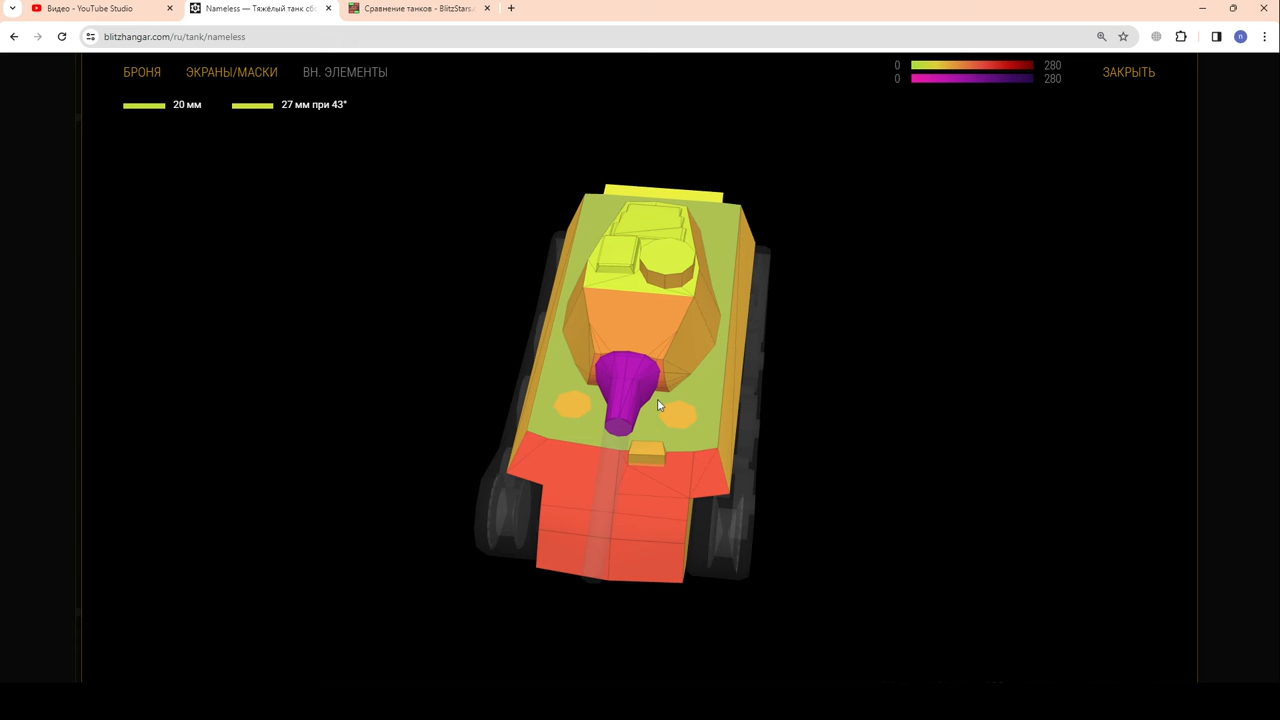 Видео - YouTube Studio
Nameless — Тяжёлый танк сбо
Сравнение танков - BlitzStars.
blitzhangar.com/ru/tank/nameless
n
БРОНЯ ЭКРАНЫ/МАСКИ ВН. ЭЛЕМЕНТЫ
0 280
0 280
ЗАКРЫТЬ
20 мм 27 мм при 43°